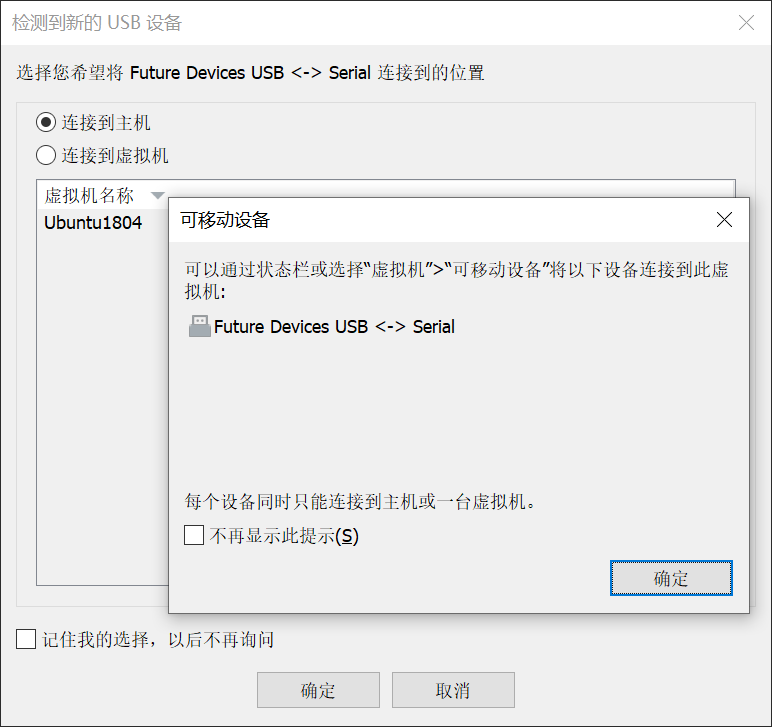 检测到新的 USB 设备
选择您希望将 Future Devices USB <-> Serial 连接到的位置
连接到主机
连接到虚拟机
虚拟机名称
Ubuntu1804
可移动设备
可以通过状态栏或选择“虚拟机”>“可移动设备”将以下设备连接到此虚
拟机:
Future Devices USB <-> Serial
每个设备同时只能连接到主机或一台虚拟机。
不再显示此提示(S)
确定
记住我的选择，以后不再询问
确定
取消